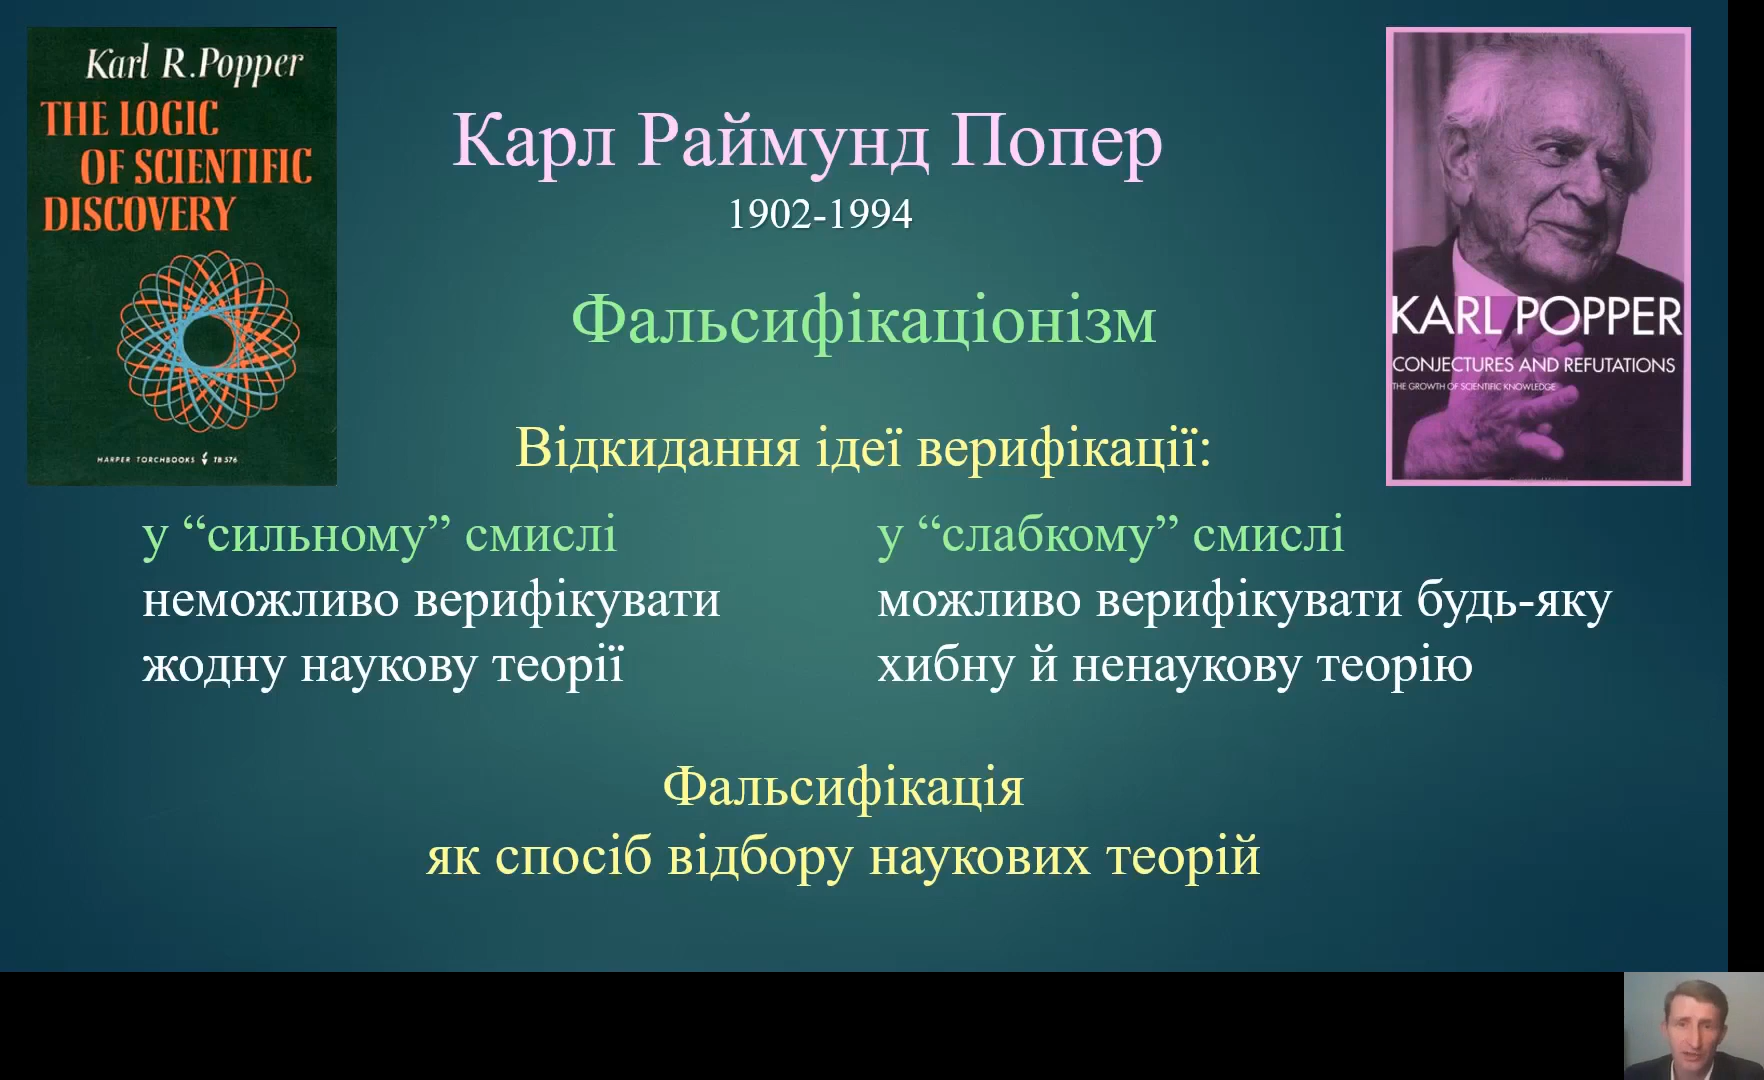 Karl R. Popper
THE LOGIC
OF SCIENTIFIC
DISCOVERY
HARPER TORCHBOOKS TB 576
Карл Раймунд Попер
1902-1994
Фальсифікаціонізм
KARL POPPER
CONJECTURES AND REFUTATIONS
THE GROWTH OF SCIENTIFIC KNOWLEDGE
Відкидання ідеї верифікації:
у “сильному” смислі
неможливо верифікувати
жодну наукову теорії
у “слабкому” смислі
можливо верифікувати будь-яку
хибну й ненаукову теорію
Фальсифікація
як спосіб відбору наукових теорій